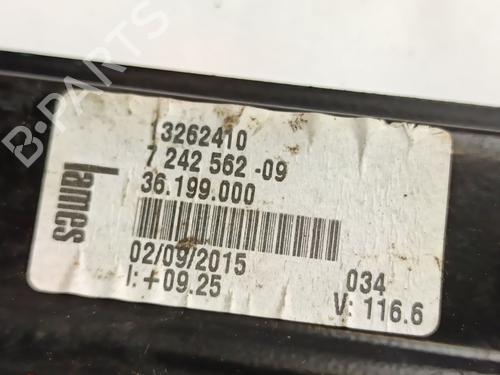 B-PARTS
13262410
7 242 562 -09
36.199.000
lames
02/09/2015
I: +09.25
034
V: 116.6